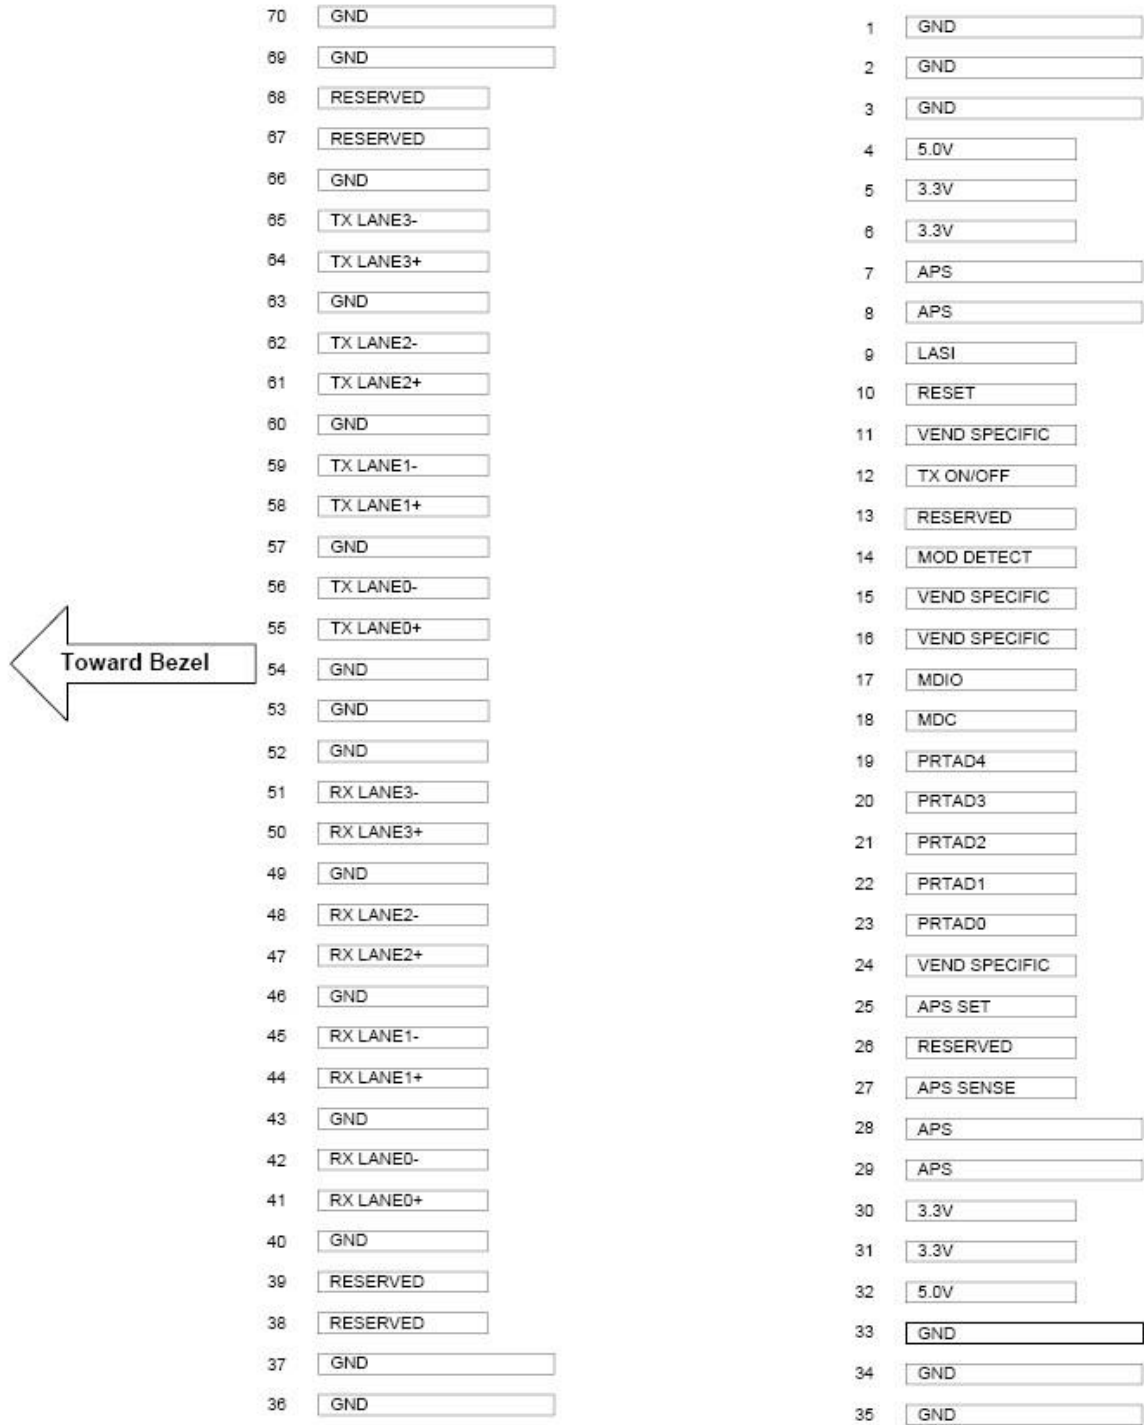 70 GND
69 GND
68 RESERVED
67 RESERVED
66 GND
65 TX LANE3-
64 TX LANE3+
63 GND
62 TX LANE2-
61 TX LANE2+
60 GND
59 TX LANE1-
58 TX LANE1+
57 GND
56 TX LANE0-
55 TX LANE0+
Toward Bezel
54 GND
53 GND
52 GND
51 RX LANE3-
50 RX LANE3+
49 GND
48 RX LANE2-
47 RX LANE2+
46 GND
45 RX LANE1-
44 RX LANE1+
43 GND
42 RX LANE0-
41 RX LANE0+
40 GND
39 RESERVED
38 RESERVED
37 GND
36 GND
1 GND
2 GND
3 GND
4 5.0V
5 3.3V
6 3.3V
7 APS
8 APS
9 LASI
10 RESET
11 VEND SPECIFIC
12 TX ON/OFF
13 RESERVED
14 MOD DETECT
15 VEND SPECIFIC
16 VEND SPECIFIC
17 MDIO
18 MDC
19 PRTAD4
20 PRTAD3
21 PRTAD2
22 PRTAD1
23 PRTAD0
24 VEND SPECIFIC
25 APS SET
26 RESERVED
27 APS SENSE
28 APS
29 APS
30 3.3V
31 3.3V
32 5.0V
33 GND
34 GND
35 GND